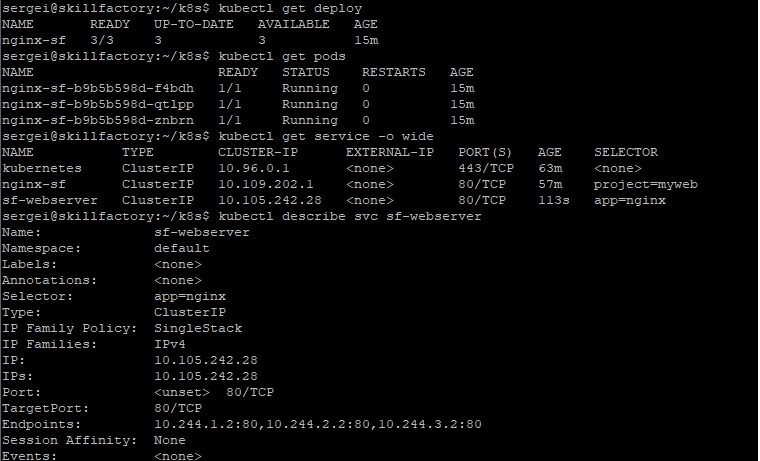 sergei@skillfactory:~/k8s$ kubectl get deploy
NAME READY UP-TO-DATE AVAILABLE AGE
nginx-sf 3/3 3 3 15m
sergei@skillfactory:~/k8s$ kubectl get pods
NAME READY STATUS RESTARTS AGE
nginx-sf-b9b5b598d-f4bdh 1/1 Running 0 15m
nginx-sf-b9b5b598d-qtlpp 1/1 Running 0 15m
nginx-sf-b9b5b598d-znbrn 1/1 Running 0 15m
sergei@skillfactory:~/k8s$ kubectl get service -o wide
NAME TYPE CLUSTER-IP EXTERNAL-IP PORT(S) AGE SELECTOR
kubernetes ClusterIP 10.96.0.1 <none> 443/TCP 63m <none>
nginx-sf ClusterIP 10.109.202.1 <none> 80/TCP 57m project=myweb
sf-webserver ClusterIP 10.105.242.28 <none> 80/TCP 113s app=nginx
sergei@skillfactory:~/k8s$ kubectl describe svc sf-webserver
Name: sf-webserver
Namespace: default
Labels: <none>
Annotations: <none>
Selector: app=nginx
Type: ClusterIP
IP Family Policy: SingleStack
IP Families: IPv4
IP: 10.105.242.28
IPs: 10.105.242.28
Port: <unset> 80/TCP
TargetPort: 80/TCP
Endpoints: 10.244.1.2:80,10.244.2.2:80,10.244.3.2:80
Session Affinity: None
Events: <none>